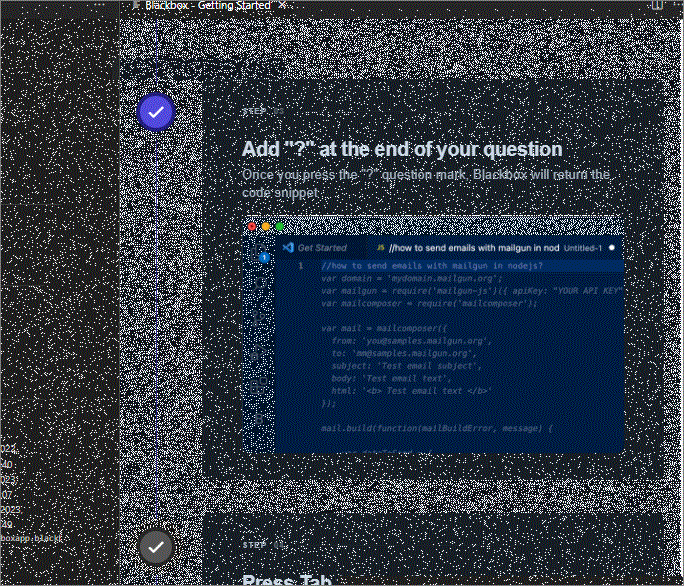 Blackbox - Getting Started
STEP
Add "?" at the end of your question
Once you press the "?" question mark, Blackbox will return the
code snippet
Get Started
JS //how to send emails with mailgun in nod Untitled-1
1
1 //how to send emails with mailgun in nodejs?
var domain = 'mydomain.mailgun.org';
var mailgun = require('mailgun-js')({ apiKey: "YOUR API KEY"
var mailcomposer = require('mailcomposer');
var mail = mailcomposer({
from: 'you@samples.mailgun.org',
to: 'mm@samples.mailgun.org',
subject: 'Test email subject',
body: 'Test email text',
html: '<b> Test email text </b>'
});
mail.build(function(mailBuildError, message) {
023
:40
023
:07
2023
:49
boxapp.blackb
STEP
Press Tab